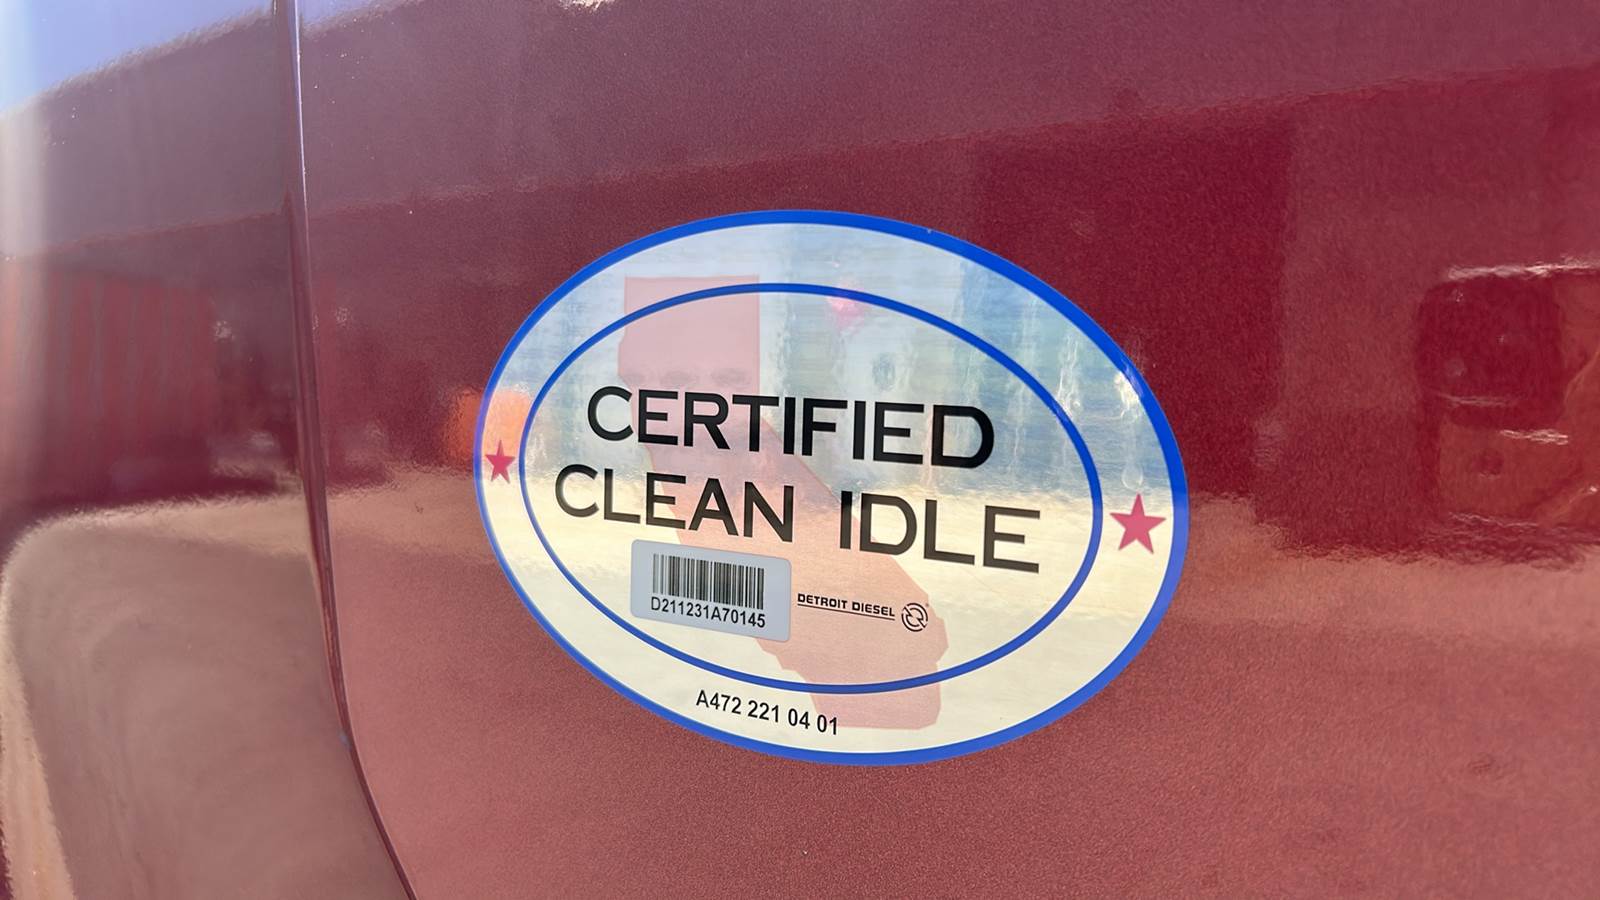 CERTIFIED
CLEAN IDLE
D211231A70145
DETROIT DIESEL
A472 221 04 01